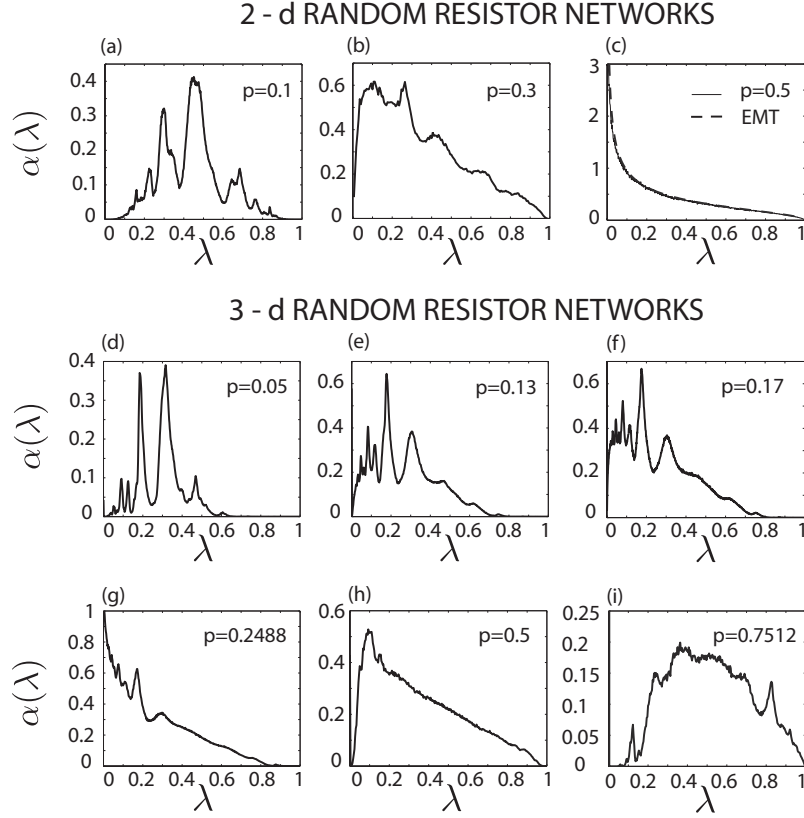 2 - d RANDOM RESISTOR NETWORKS
(a) (b) (c)
α(λ)
0.4
0.3
0.2
0.1
0
p=0.1
0 0.2 0.4 0.6 0.8 1
λ
0.6
0.4
0.2
0
p=0.3
0 0.2 0.4 0.6 0.8 1
λ
3
2
1
0
p=0.5
EMT
0 0.2 0.4 0.6 0.8 1
λ
3 - d RANDOM RESISTOR NETWORKS
(d) (e) (f)
α(λ)
0.4
0.3
0.2
0.1
0
p=0.05
0 0.2 0.4 0.6 0.8 1
λ
0.6
0.4
0.2
0
p=0.13
0 0.2 0.4 0.6 0.8 1
λ
0.6
0.4
0.2
0
p=0.17
0 0.2 0.4 0.6 0.8 1
λ
(g) (h) (i)
α(λ)
1
0.8
0.6
0.4
0.2
0
p=0.2488
0 0.2 0.4 0.6 0.8 1
λ
0.6
0.4
0.2
0
p=0.5
0 0.2 0.4 0.6 0.8 1
λ
0.25
0.2
0.15
0.1
0.05
0
p=0.7512
0 0.2 0.4 0.6 0.8 1
λ